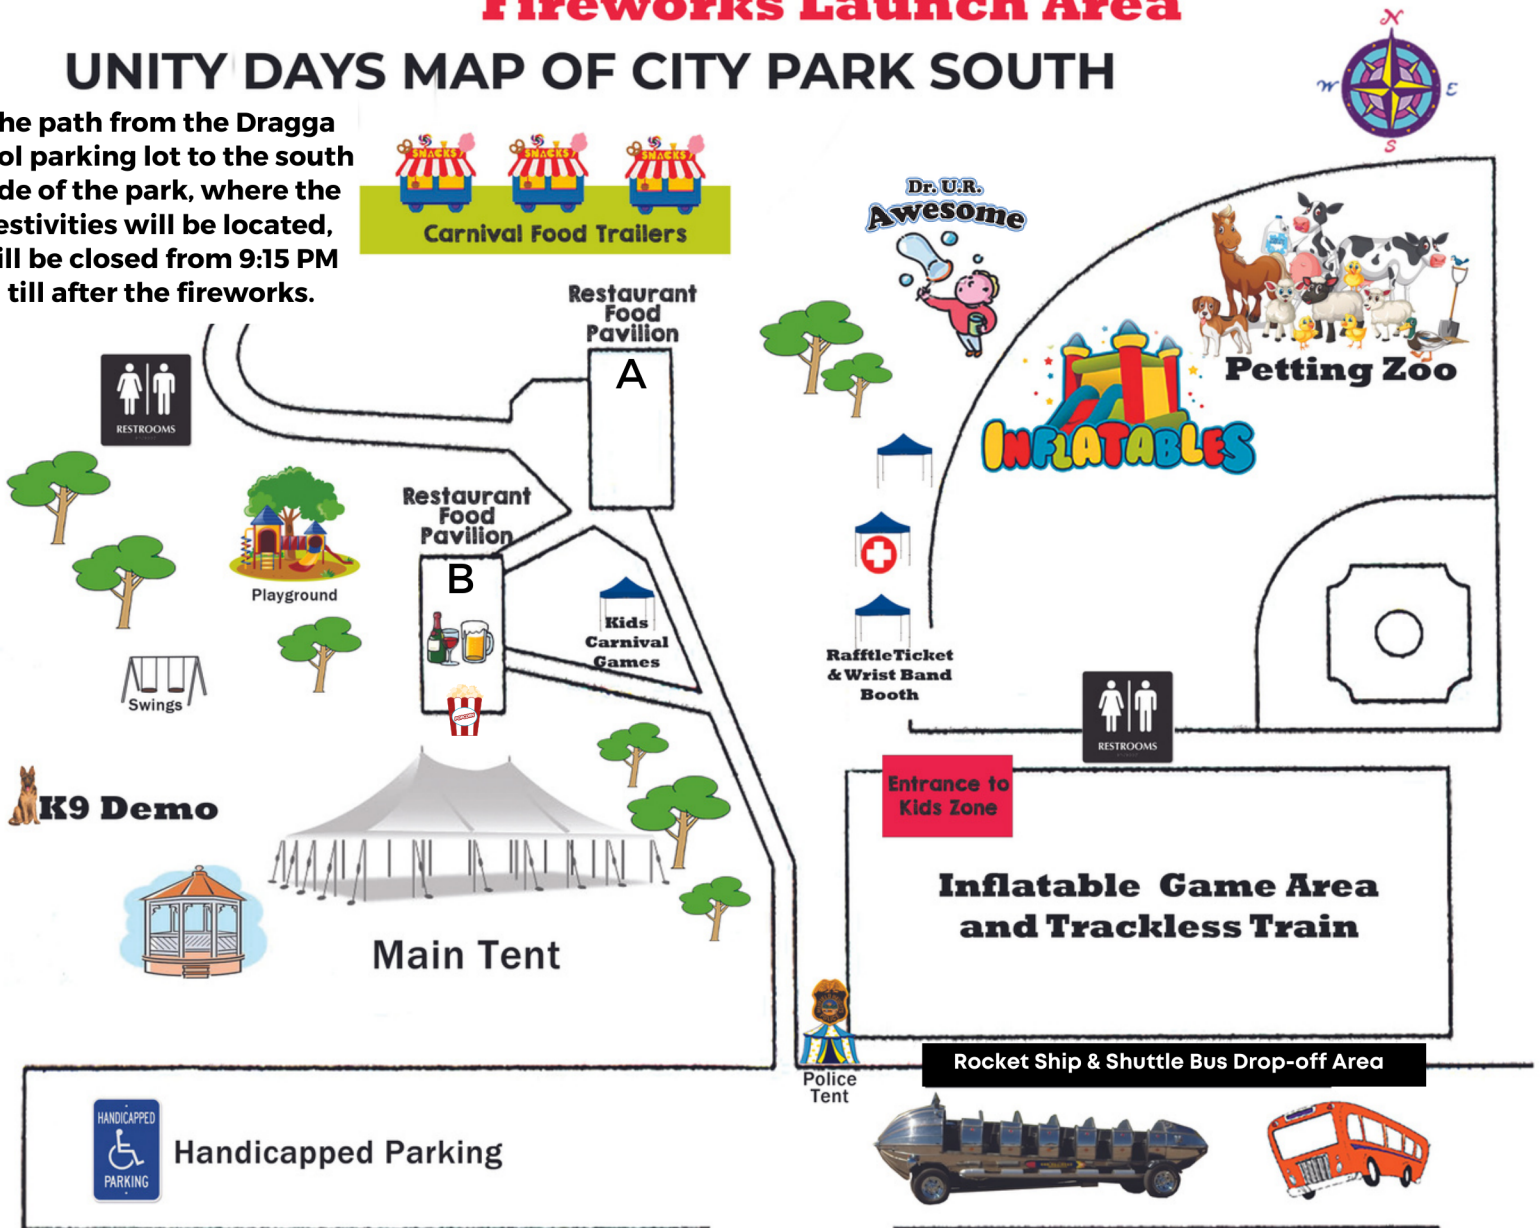 Fireworks Launch Area
UNITY DAYS MAP OF CITY PARK SOUTH
N
W
E
S
he path from the Dragga
ol parking lot to the south
de of the park, where the
estivities will be located,
ill be closed from 9:15 PM
till after the fireworks.
SNACKS
SNACKS
SNACKS
Carnival Food Trailers
Dr. U.R.
Awesome
Restaurant
Food
Pavilion
A
Petting Zoo
INFLATABLES
RESTROOMS
Restaurant
Food
Pavilion
B
Playground
Kids
Carnival
Games
RafftleTicket
& Wrist Band
Booth
Swings
POPCORN
RESTROOMS
K9 Demo
Entrance to
Kids Zone
Inflatable Game Area
and Trackless Train
Main Tent
Police
Tent
Rocket Ship & Shuttle Bus Drop-off Area
HANDICAPPED
PARKING
Handicapped Parking